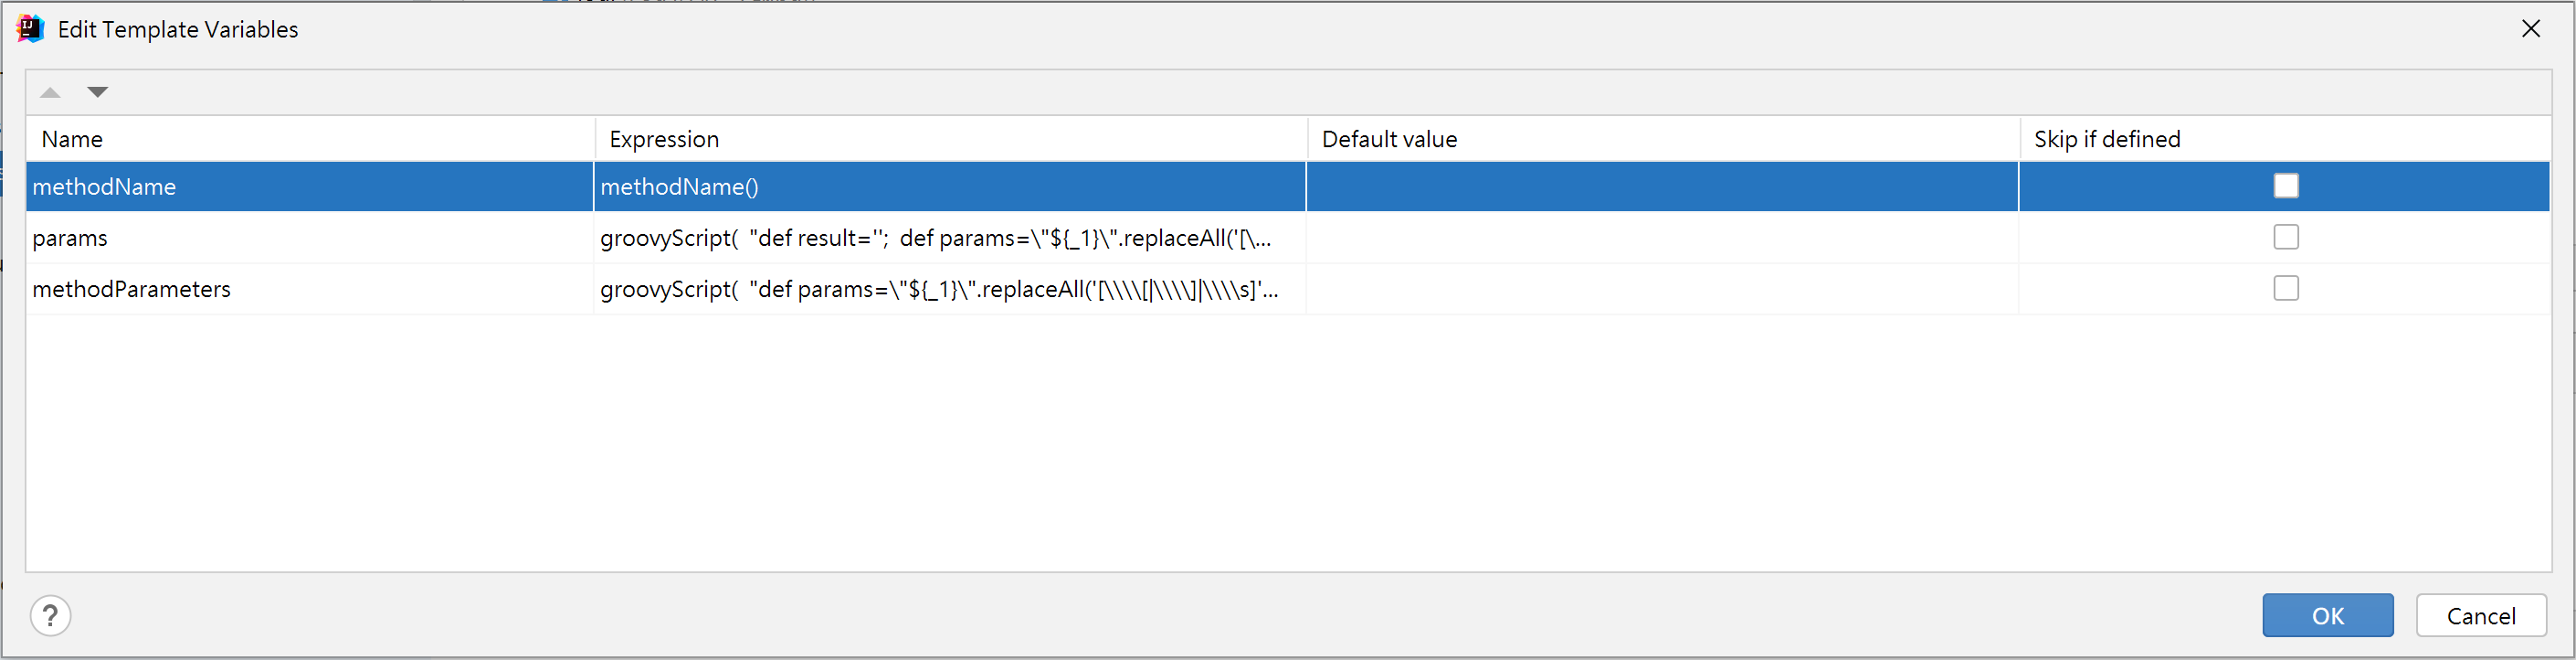 Edit Template Variables
Name Expression Default value Skip if defined
methodName methodName()
params groovyScript( "def result=''; def params=\"${_1}\".replaceAll('[\...
methodParameters groovyScript( "def params=\"${_1}\".replaceAll('[\\\\[|\\\\]|\\\\s]'...
? OK Cancel